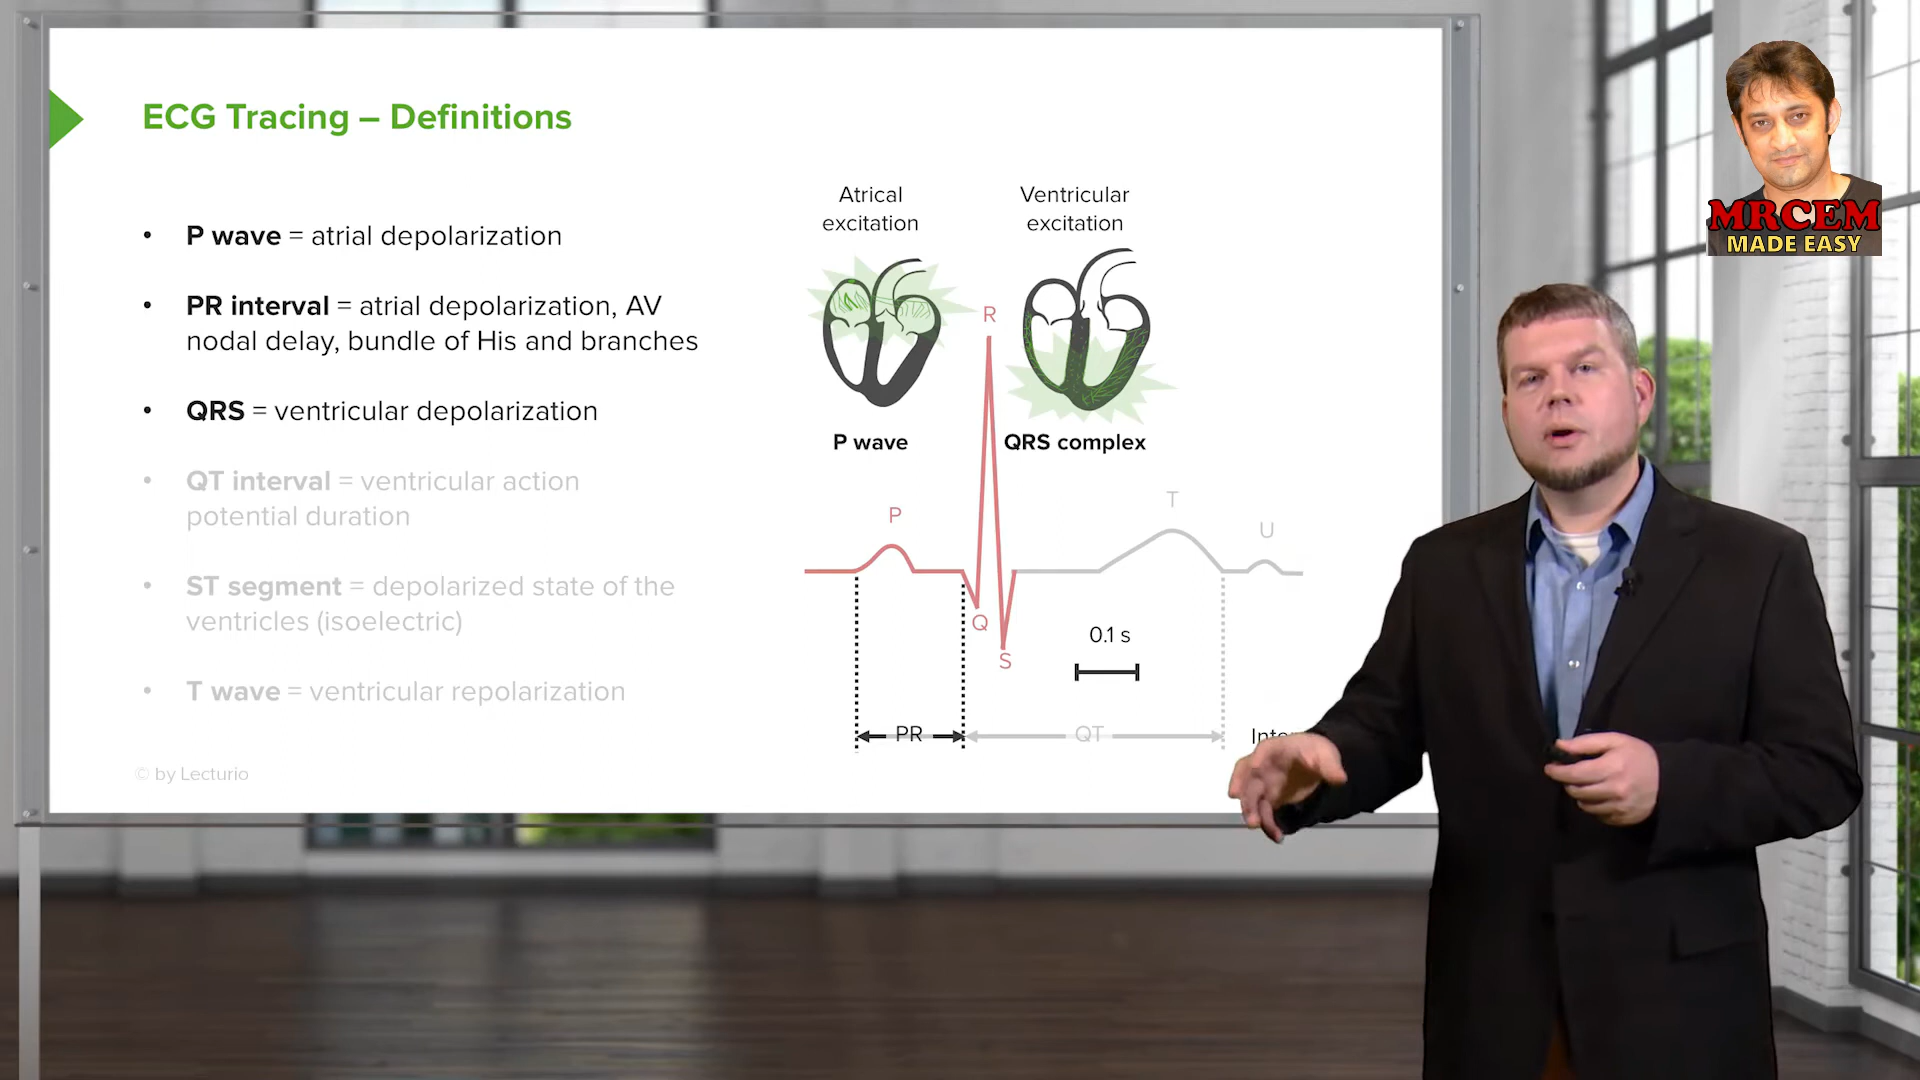 ECG Tracing – Definitions
• P wave = atrial depolarization
• PR interval = atrial depolarization, AV
nodal delay, bundle of His and branches
• QRS = ventricular depolarization
• QT interval = ventricular action
potential duration
• ST segment = depolarized state of the
ventricles (isoelectric)
• T wave = ventricular repolarization
© by Lecturio
Atrical
excitation
Ventricular
excitation
R
P wave
QRS complex
P
T
U
Q
S
0.1 s
PR
QT
MRCEM
MADE EASY